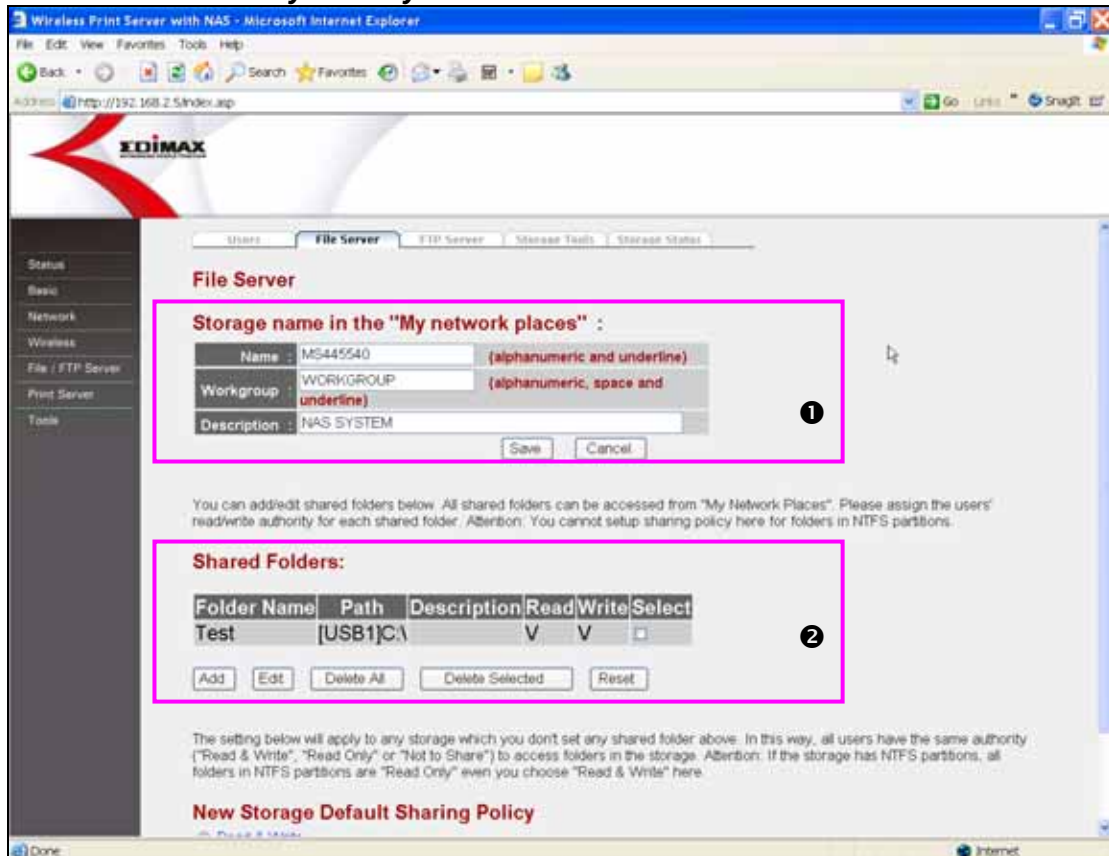 Wireless Print Server with NAS - Microsoft Internet Explorer
File Edit View Favorites Tools Help
Back Search Favorites
Address http://192.168.2.5/index.asp Go Links SnagIt
EDIMAX
Users File Server FTP Server Storage Tools Storage Status
Status
Basic
Network
Wireless
File / FTP Server
Print Server
Tools
File Server
Storage name in the "My network places" :
Name : MS445540 (alphanumeric and underline)
Workgroup : WORKGROUP (alphanumeric, space and
underline)
Description : NAS SYSTEM
Save Cancel
❶
You can add/edit shared folders below. All shared folders can be accessed from "My Network Places". Please assign the users'
read/write authority for each shared folder. Attention: You cannot setup sharing policy here for folders in NTFS partitions.
Shared Folders:
Folder Name Path Description Read Write Select
Test [USB1]C:\ V V
❷
Add Edit Delete All Delete Selected Reset
The setting below will apply to any storage which you don't set any shared folder above. In this way, all users have the same authority
("Read & Write", "Read Only" or "Not to Share") to access folders in the storage. Attention: If the storage has NTFS partitions, all
folders in NTFS partitions are "Read Only" even you choose "Read & Write" here.
New Storage Default Sharing Policy
Read & Write
Done Internet